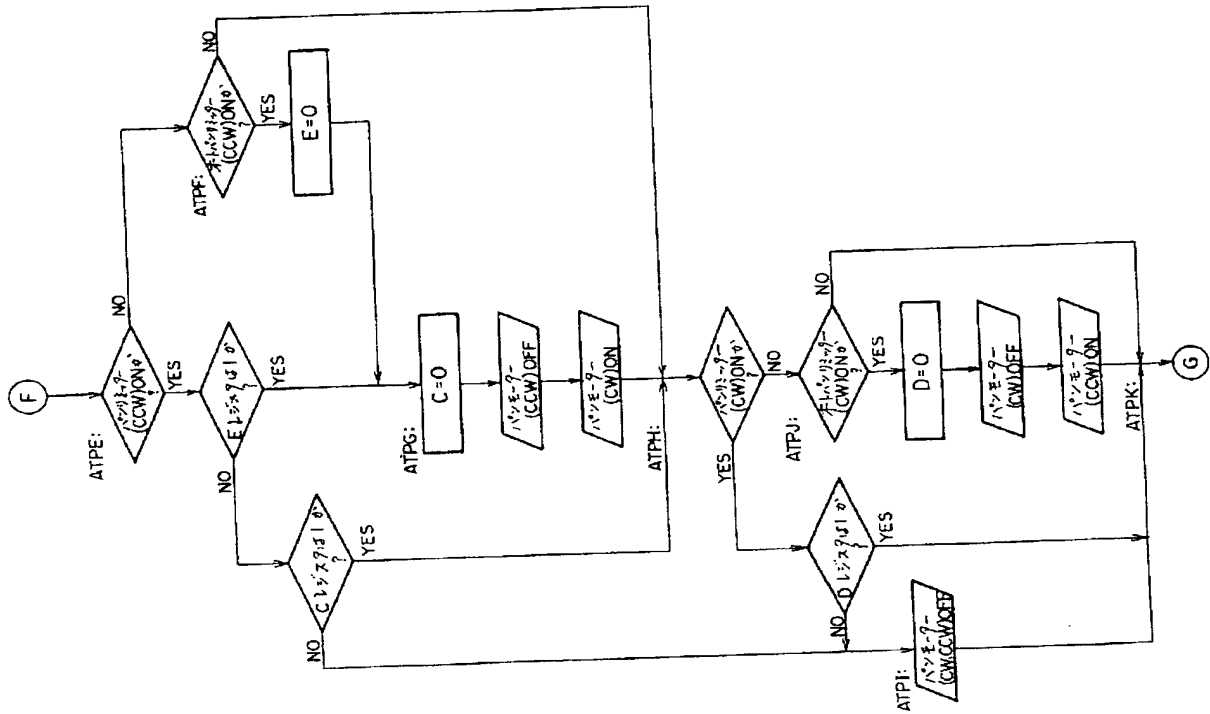 F
ATPE:
パンリミッター
(CCW)ONか
?
NO
YES
ATPF:
オートパンリミッター
(CCW)ONか
?
NO
YES
E=0
Eレジスタは1か
?
NO
YES
Cレジスタは1か
?
NO
YES
ATPG:
C=0
パンモーター
(CCW)OFF
パンモーター
(CW)ON
ATPH:
パンリミッター
(CW)ONか
?
YES
NO
Dレジスタは1か
?
NO
YES
ATPJ:
オートパンリミッター
(CW)ONか
?
NO
YES
D=0
パンモーター
(CW)OFF
パンモーター
(CCW)ON
ATPI:
パンモーター
(CW,CCW)OFF
ATPK:
G